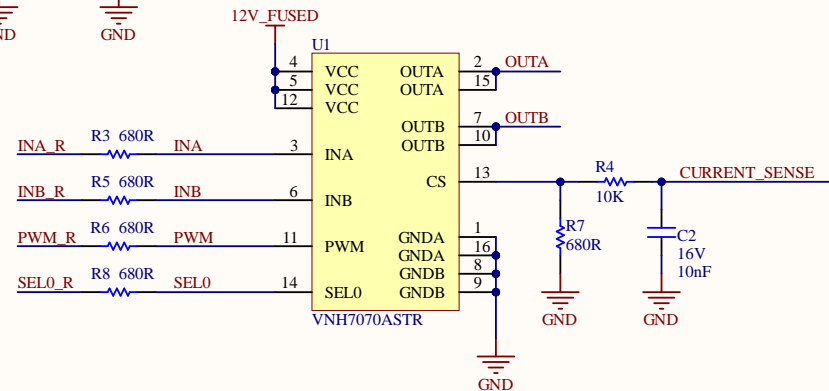 ND
GND
12V_FUSED
U1
4 VCC OUTA 2 OUTA
5 VCC OUTA 15
12 VCC
OUTB 7 OUTB
OUTB 10
INA_R R3 680R INA 3 INA
CS 13 R4 10K CURRENT_SENSE
INB_R R5 680R INB 6 INB
R7 680R
C2 16V 10nF
PWM_R R6 680R PWM 11 PWM
GNDA 1
GNDA 16
GNDB 8
GNDB 9
SEL0_R R8 680R SEL0 14 SEL0
VNH7070ASTR
GND
GND
GND